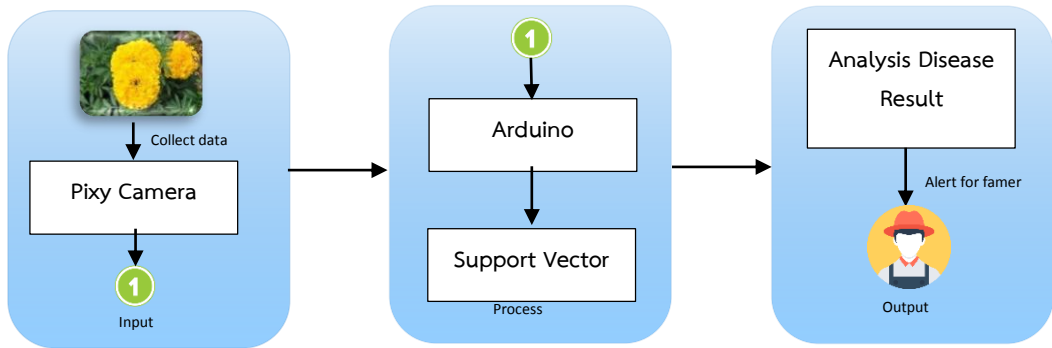 Collect data
Pixy Camera
1
Input
1
Arduino
Support Vector
Process
Analysis Disease
Result
Alert for famer
Output